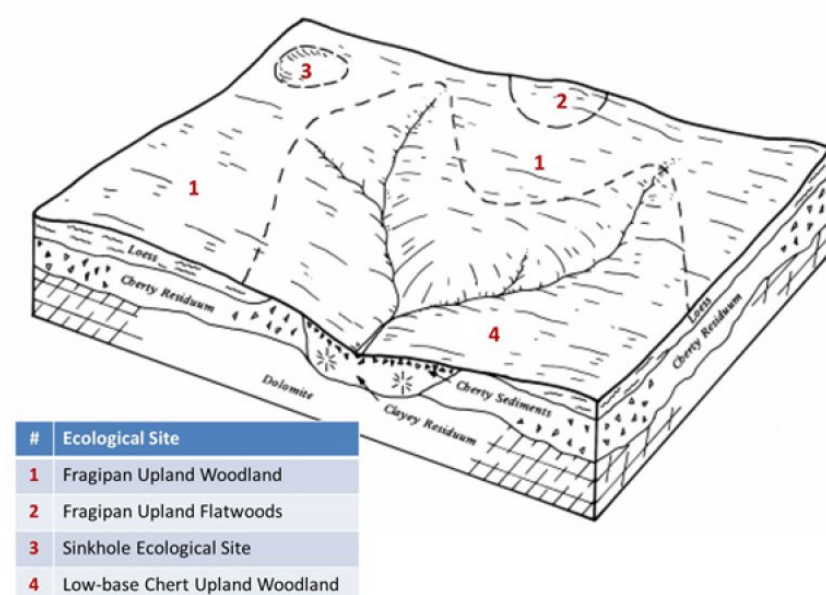 3
2
1
1
Loess
Cherty Residuum
4
Loess
Cherty Residuum
Dolomite
Cherty Sediments
Clayey Residuum
# Ecological Site
1 Fragipan Upland Woodland
2 Fragipan Upland Flatwoods
3 Sinkhole Ecological Site
4 Low-base Chert Upland Woodland